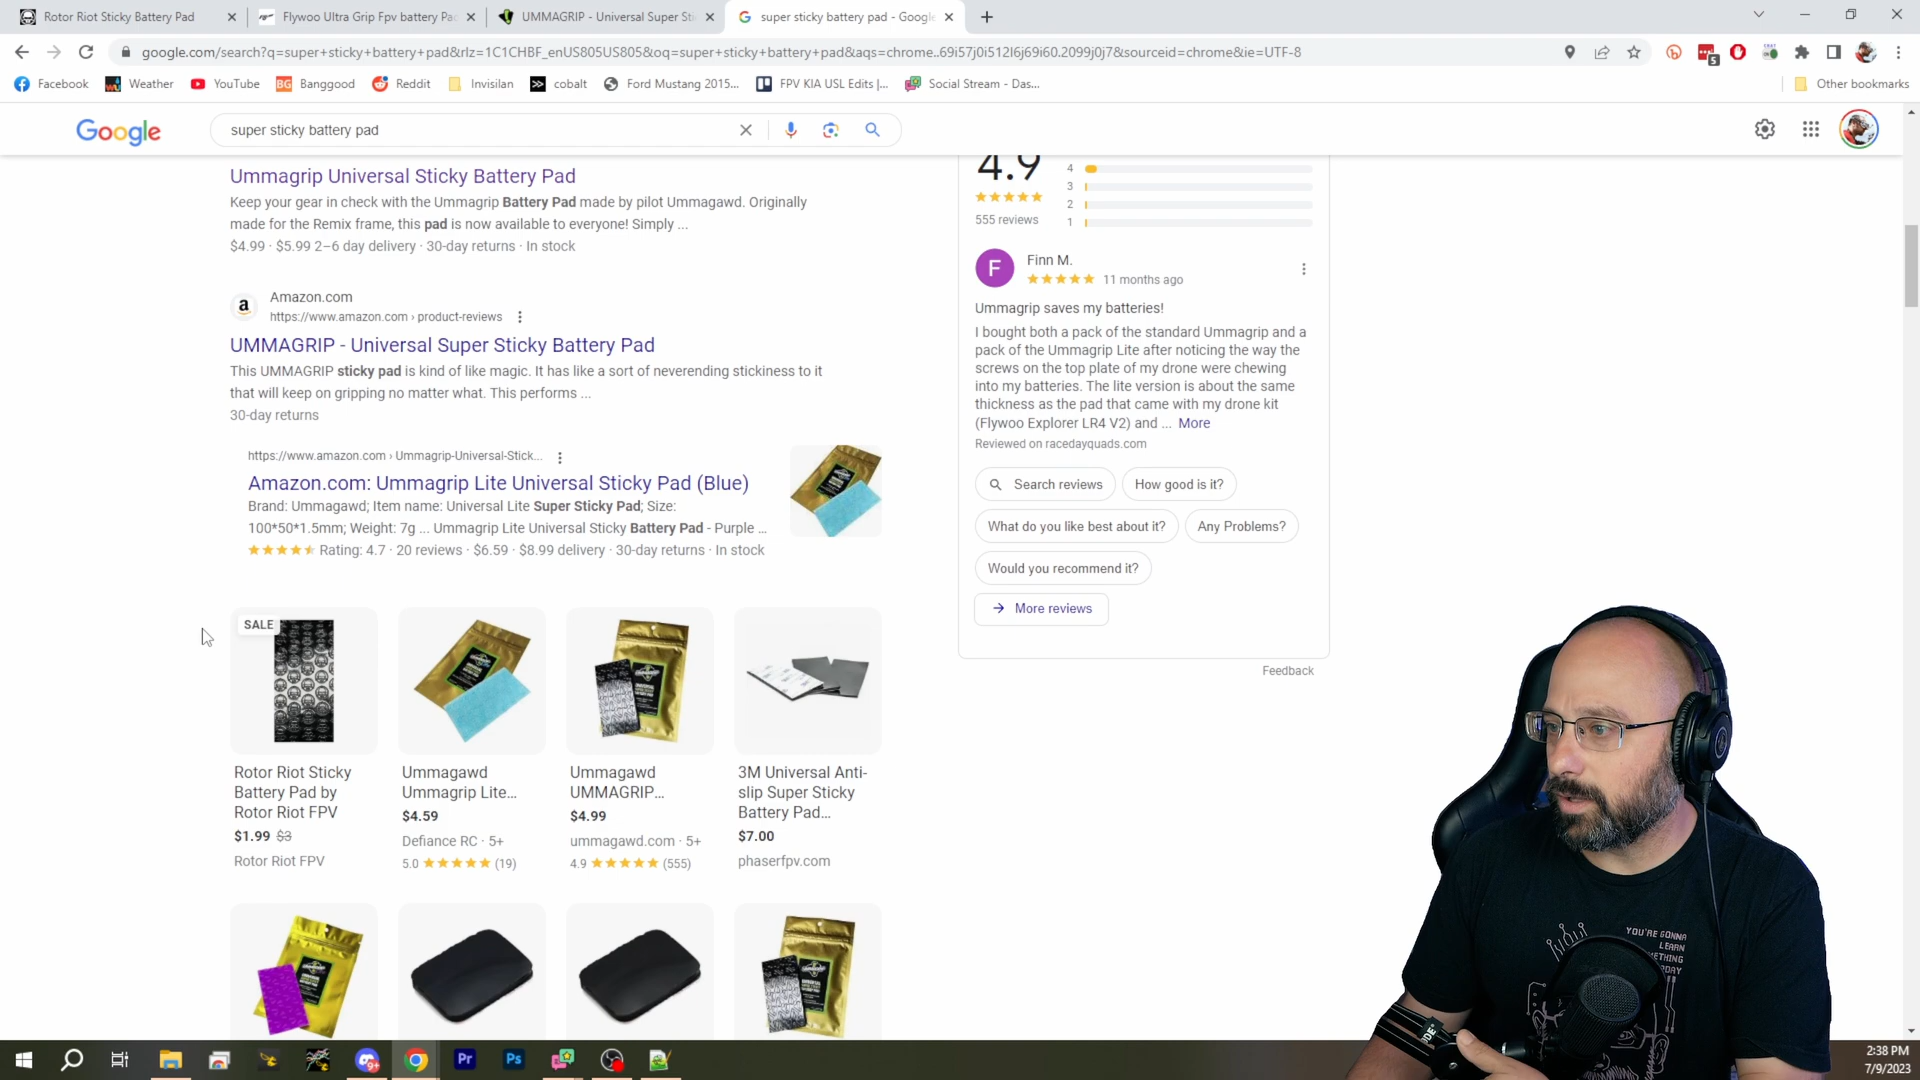 Rotor Riot Sticky Battery Pad
Flywoo Ultra Grip Fpv battery Pa
UMMAGRIP - Universal Super Sti
super sticky battery pad - Google
google.com/search?q=super+sticky+battery+pad&rlz=1C1CHBF_enUS805US805&oq=super+sticky+battery+pad&aqs=chrome..69i57j0i512l6j69i60.2099j0j7&sourceid=chrome&ie=UTF-8
Facebook
Weather
YouTube
BG Banggood
Reddit
Invisilan
cobalt
Ford Mustang 2015...
FPV KIA USL Edits |...
Social Stream - Das...
Other bookmarks
Google
super sticky battery pad
Ummagrip Universal Sticky Battery Pad
Keep your gear in check with the Ummagrip Battery Pad made by pilot Ummagawd. Originally
made for the Remix frame, this pad is now available to everyone! Simply ...
$4.99 · $5.99 2–6 day delivery · 30-day returns · In stock
a
Amazon.com
https://www.amazon.com › product-reviews
UMMAGRIP - Universal Super Sticky Battery Pad
This UMMAGRIP sticky pad is kind of like magic. It has like a sort of neverending stickiness to it
that will keep on gripping no matter what. This performs ...
30-day returns
https://www.amazon.com › Ummagrip-Universal-Stick...
Amazon.com: Ummagrip Lite Universal Sticky Pad (Blue)
Brand: Ummagawd; Item name: Universal Lite Super Sticky Pad; Size:
100*50*1.5mm; Weight: 7g ... Ummagrip Lite Universal Sticky Battery Pad - Purple ...
Rating: 4.7 · 20 reviews · $6.59 · $8.99 delivery · 30-day returns · In stock
SALE
Rotor Riot Sticky
Battery Pad by
Rotor Riot FPV
$1.99 $3
Rotor Riot FPV
Ummagawd
Ummagrip Lite...
$4.59
Defiance RC · 5+
5.0 (19)
Ummagawd
UMMAGRIP...
$4.99
ummagawd.com · 5+
4.9 (555)
3M Universal Anti-
slip Super Sticky
Battery Pad...
$7.00
phaserfpv.com
4.9
555 reviews
4
3
2
1
F
Finn M.
11 months ago
Ummagrip saves my batteries!
I bought both a pack of the standard Ummagrip and a
pack of the Ummagrip Lite after noticing the way the
screws on the top plate of my drone were chewing
into my batteries. The lite version is about the same
thickness as the pad that came with my drone kit
(Flywoo Explorer LR4 V2) and ... More
Reviewed on racedayquads.com
Search reviews
How good is it?
What do you like best about it?
Any Problems?
Would you recommend it?
More reviews
Feedback
YOU'RE GONNA
LEARN
Pr
Ps
2:38 PM
7/9/2023